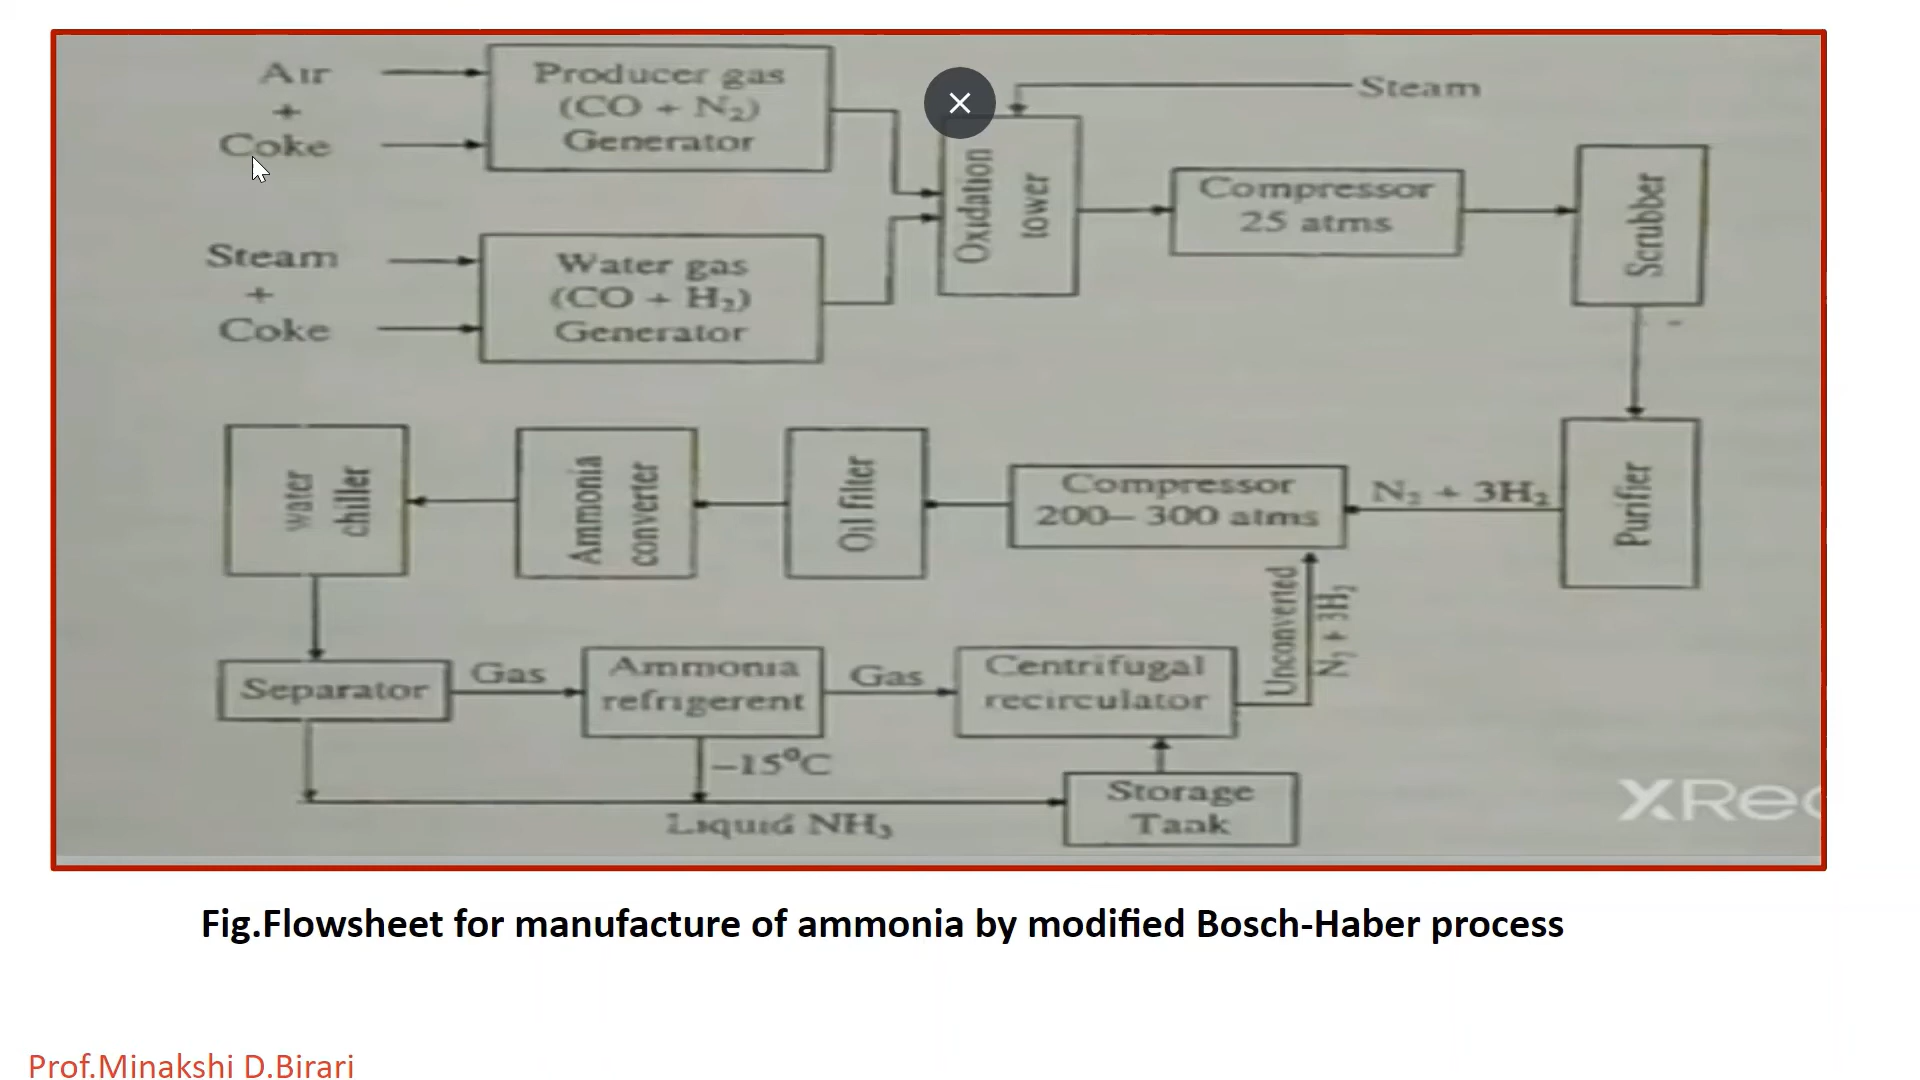 Air
+
Coke
Producer gas
(CO + N₂)
Generator
Steam
+
Coke
Water gas
(CO + H₂)
Generator
Steam
Oxidation
tower
Compressor
25 atms
Scrubber
Purifier
N₂ + 3H₂
Compressor
200– 300 atms
Oil filter
Ammonia
converter
water
chiller
Separator
Gas
Ammonia
refrigerent
Gas
Centrifugal
recirculator
Unconverted
N₂ + 3H₂
–15°C
Liquid NH₃
Storage
Tank
XRec
Fig.Flowsheet for manufacture of ammonia by modified Bosch-Haber process
Prof.Minakshi D.Birari